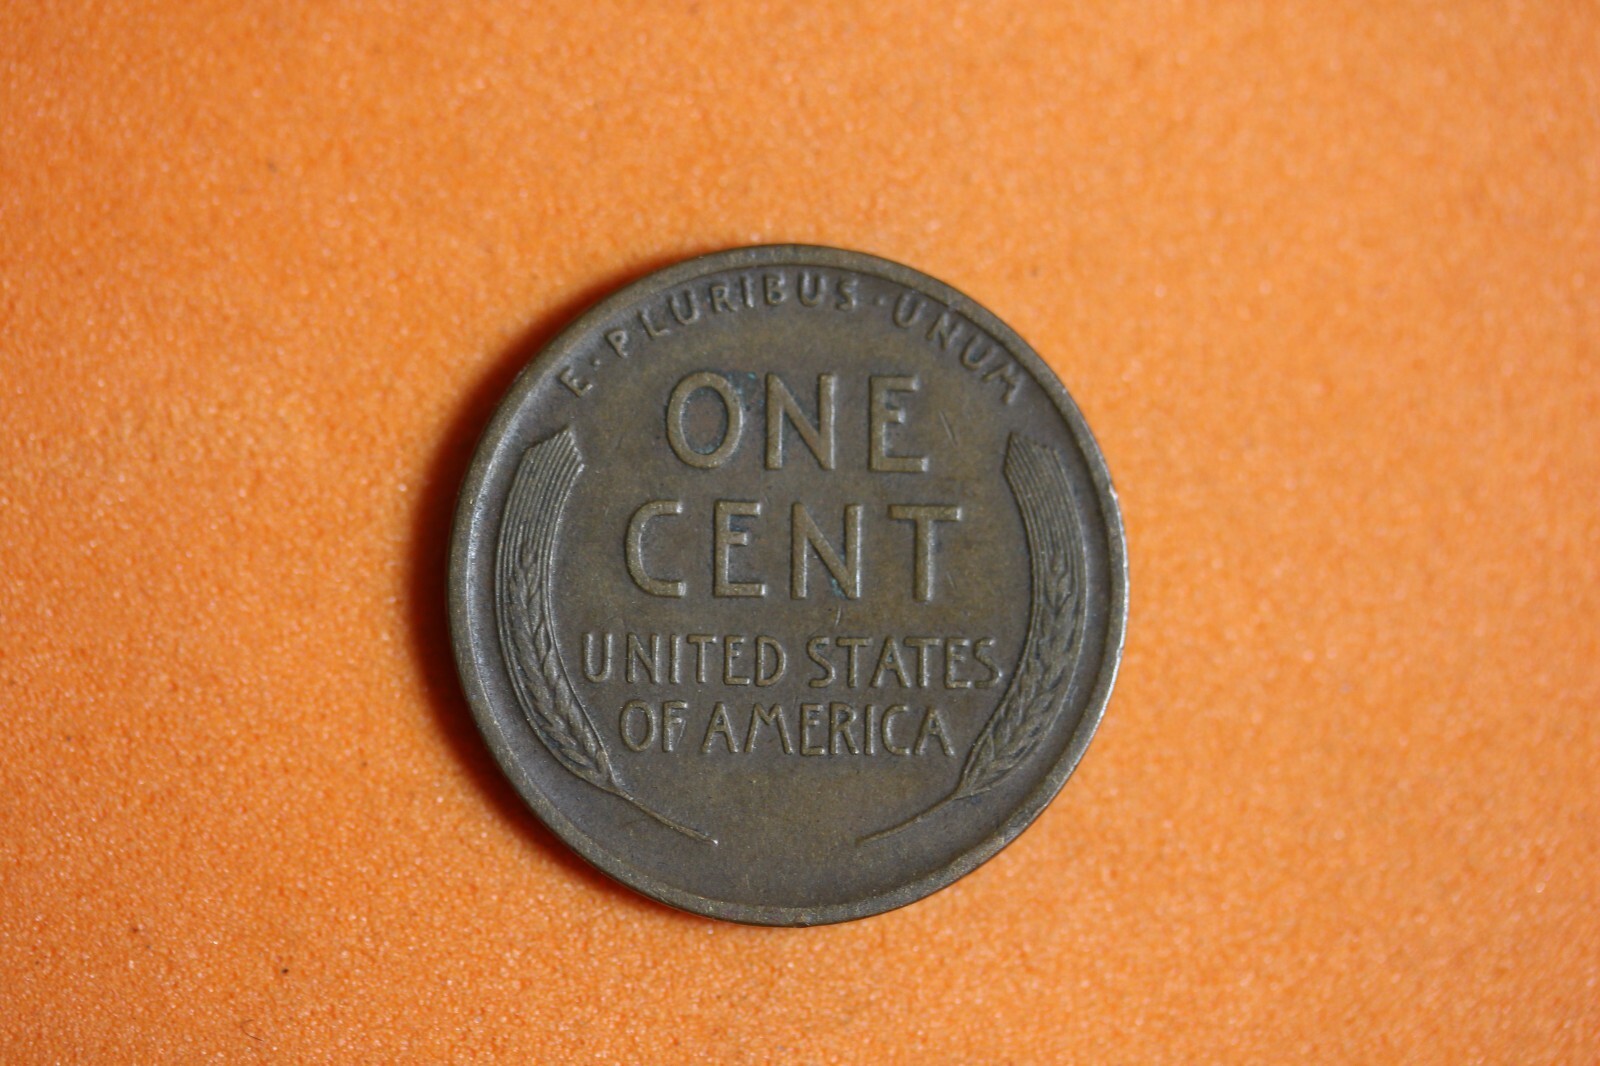 E·PLURIBUS·UNUM
ONE
CENT
UNITED STATES
OF AMERICA